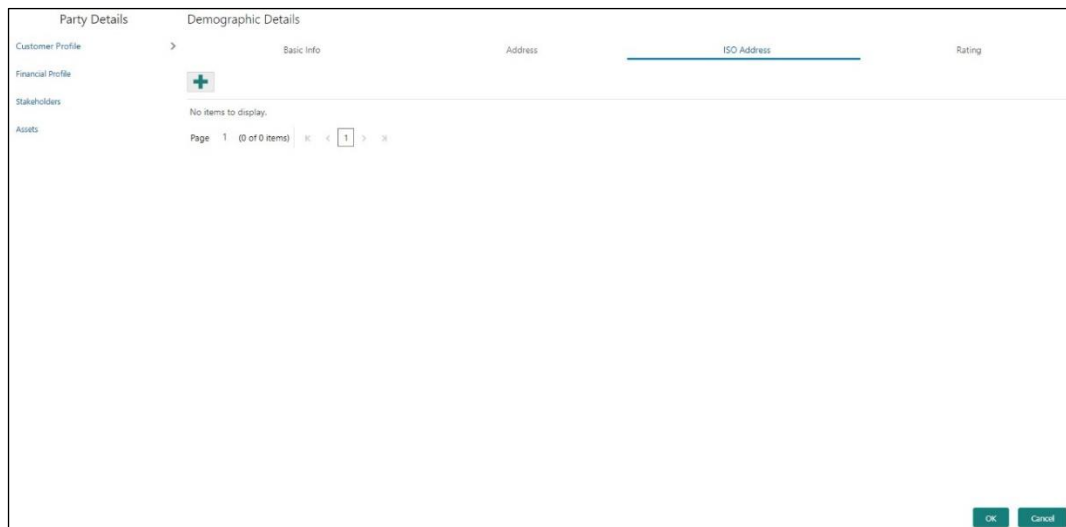 Party Details
Demographic Details
Customer Profile
Financial Profile
Stakeholders
Assets
Basic Info
Address
ISO Address
Rating
No items to display.
Page 1 (0 of 0 items) 1
OK
Cancel